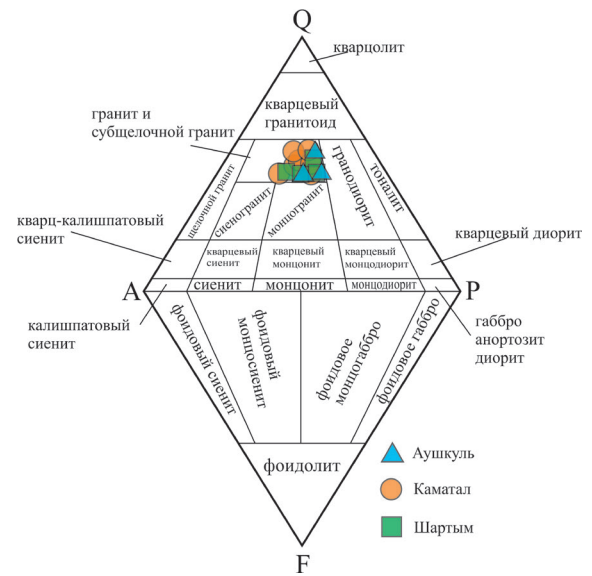 Q
кварцолит
кварцевый
гранитоид
гранит и
субщелочной гранит
щелочной гранит
сиеногранит
монцогранит
гранодиорит
тоналит
кварц-калишпатовый
сиенит
кварцевый диорит
кварцевый
сиенит
кварцевый
монцонит
кварцевый
монцодиорит
A
сиенит
монцонит
монцодиорит
P
калишпатовый
сиенит
габбро
анортозит
диорит
фоидовый сиенит
фоидовый
монцосиенит
фоидовое
монцогаббро
фоидовое габбро
фоидолит
Аушкуль
Каматал
Шартым
F